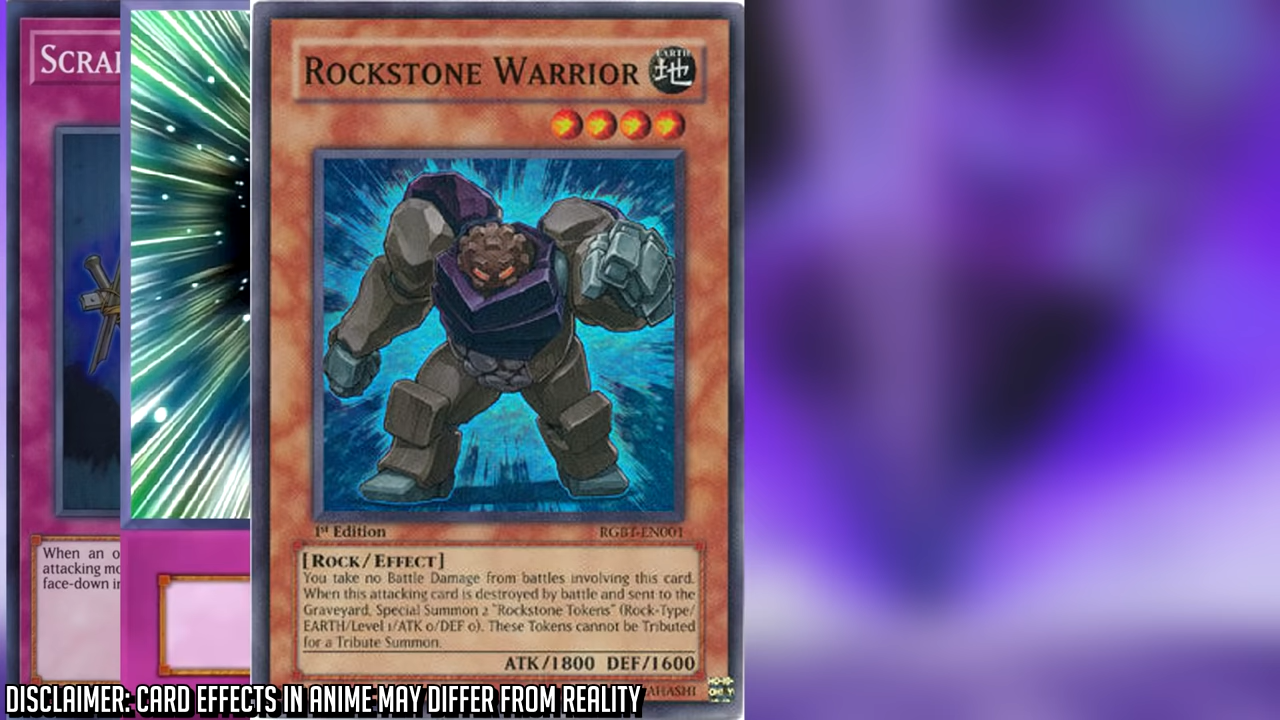 SCRAP
ROCKSTONE WARRIOR
EARTH
地
1st Edition
RGBT-EN001
When an o
attacking mo
face-down in
[ROCK/EFFECT]
You take no Battle Damage from battles involving this card.
When this attacking card is destroyed by battle and sent to the
Graveyard, Special Summon 2 "Rockstone Tokens" (Rock-Type/
EARTH/Level 1/ATK 0/DEF 0). These Tokens cannot be Tributed
for a Tribute Summon.
ATK/1800 DEF/1600
AHASHI
DISCLAIMER: CARD EFFECTS IN ANIME MAY DIFFER FROM REALITY